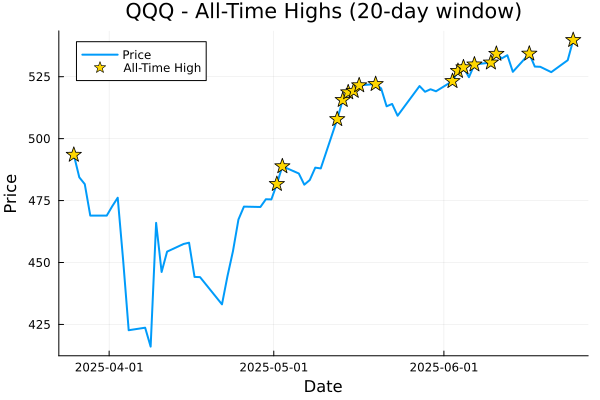 QQQ - All-Time Highs (20-day window)
Price
All-Time High
525
500
475
450
425
Price
2025-04-01
2025-05-01
2025-06-01
Date